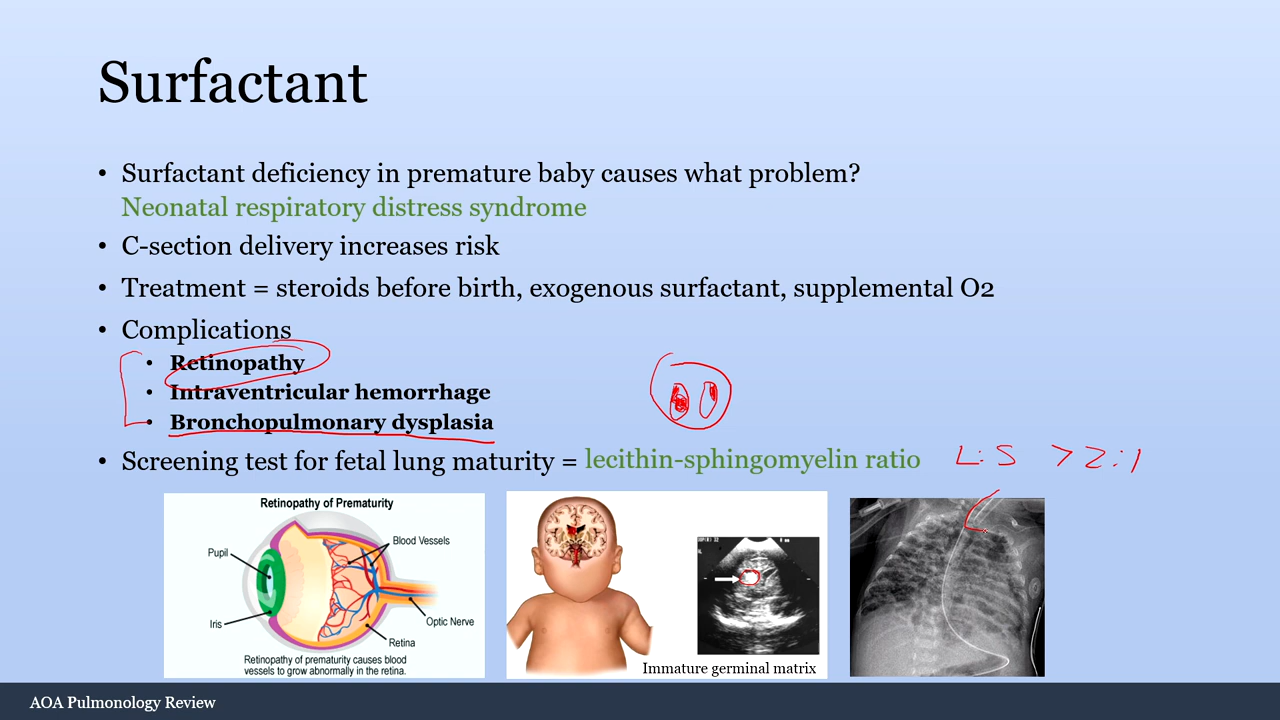 Surfactant
• Surfactant deficiency in premature baby causes what problem?
Neonatal respiratory distress syndrome
• C-section delivery increases risk
• Treatment = steroids before birth, exogenous surfactant, supplemental O2
• Complications
• Retinopathy
• Intraventricular hemorrhage
• Bronchopulmonary dysplasia
• Screening test for fetal lung maturity = lecithin-sphingomyelin ratio L:S > 2:1
Retinopathy of Prematurity
Pupil
Blood Vessels
Iris
Optic Nerve
Retina
Retinopathy of prematurity causes blood
vessels to grow abnormally in the retina.
Immature germinal matrix
AOA Pulmonology Review